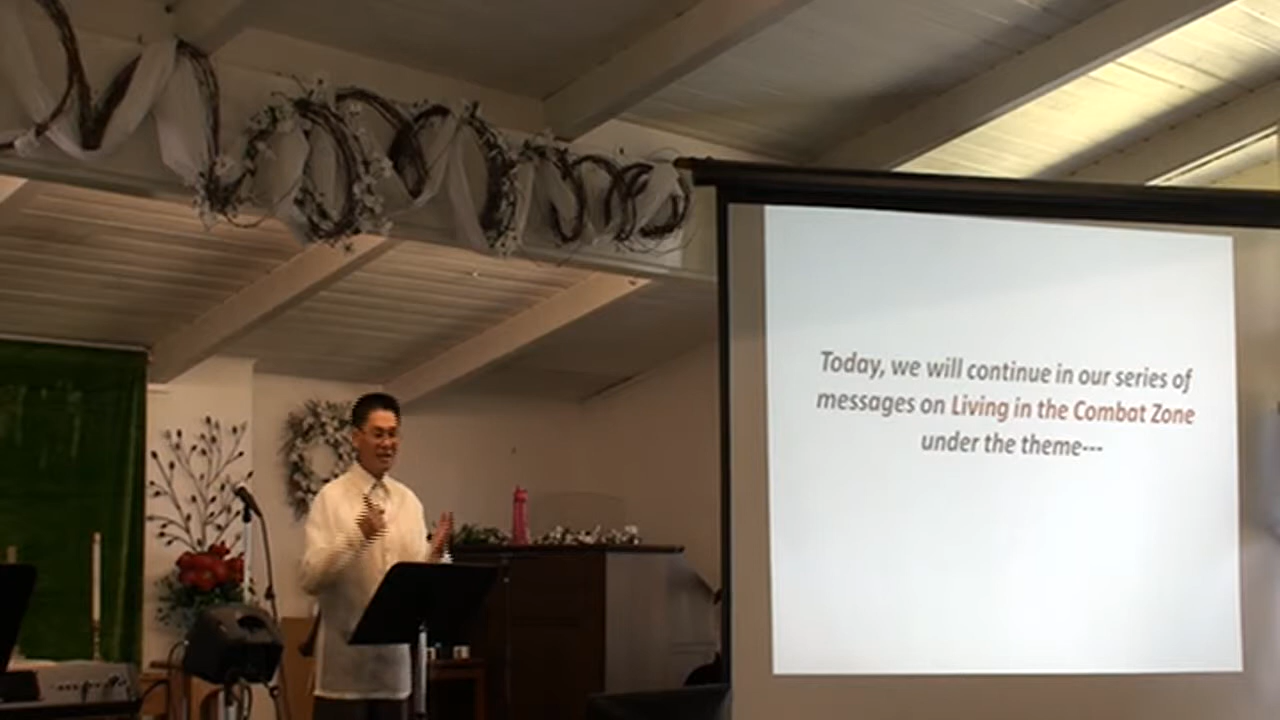 Today, we will continue in our series of
messages on Living in the Combat Zone
under the theme---